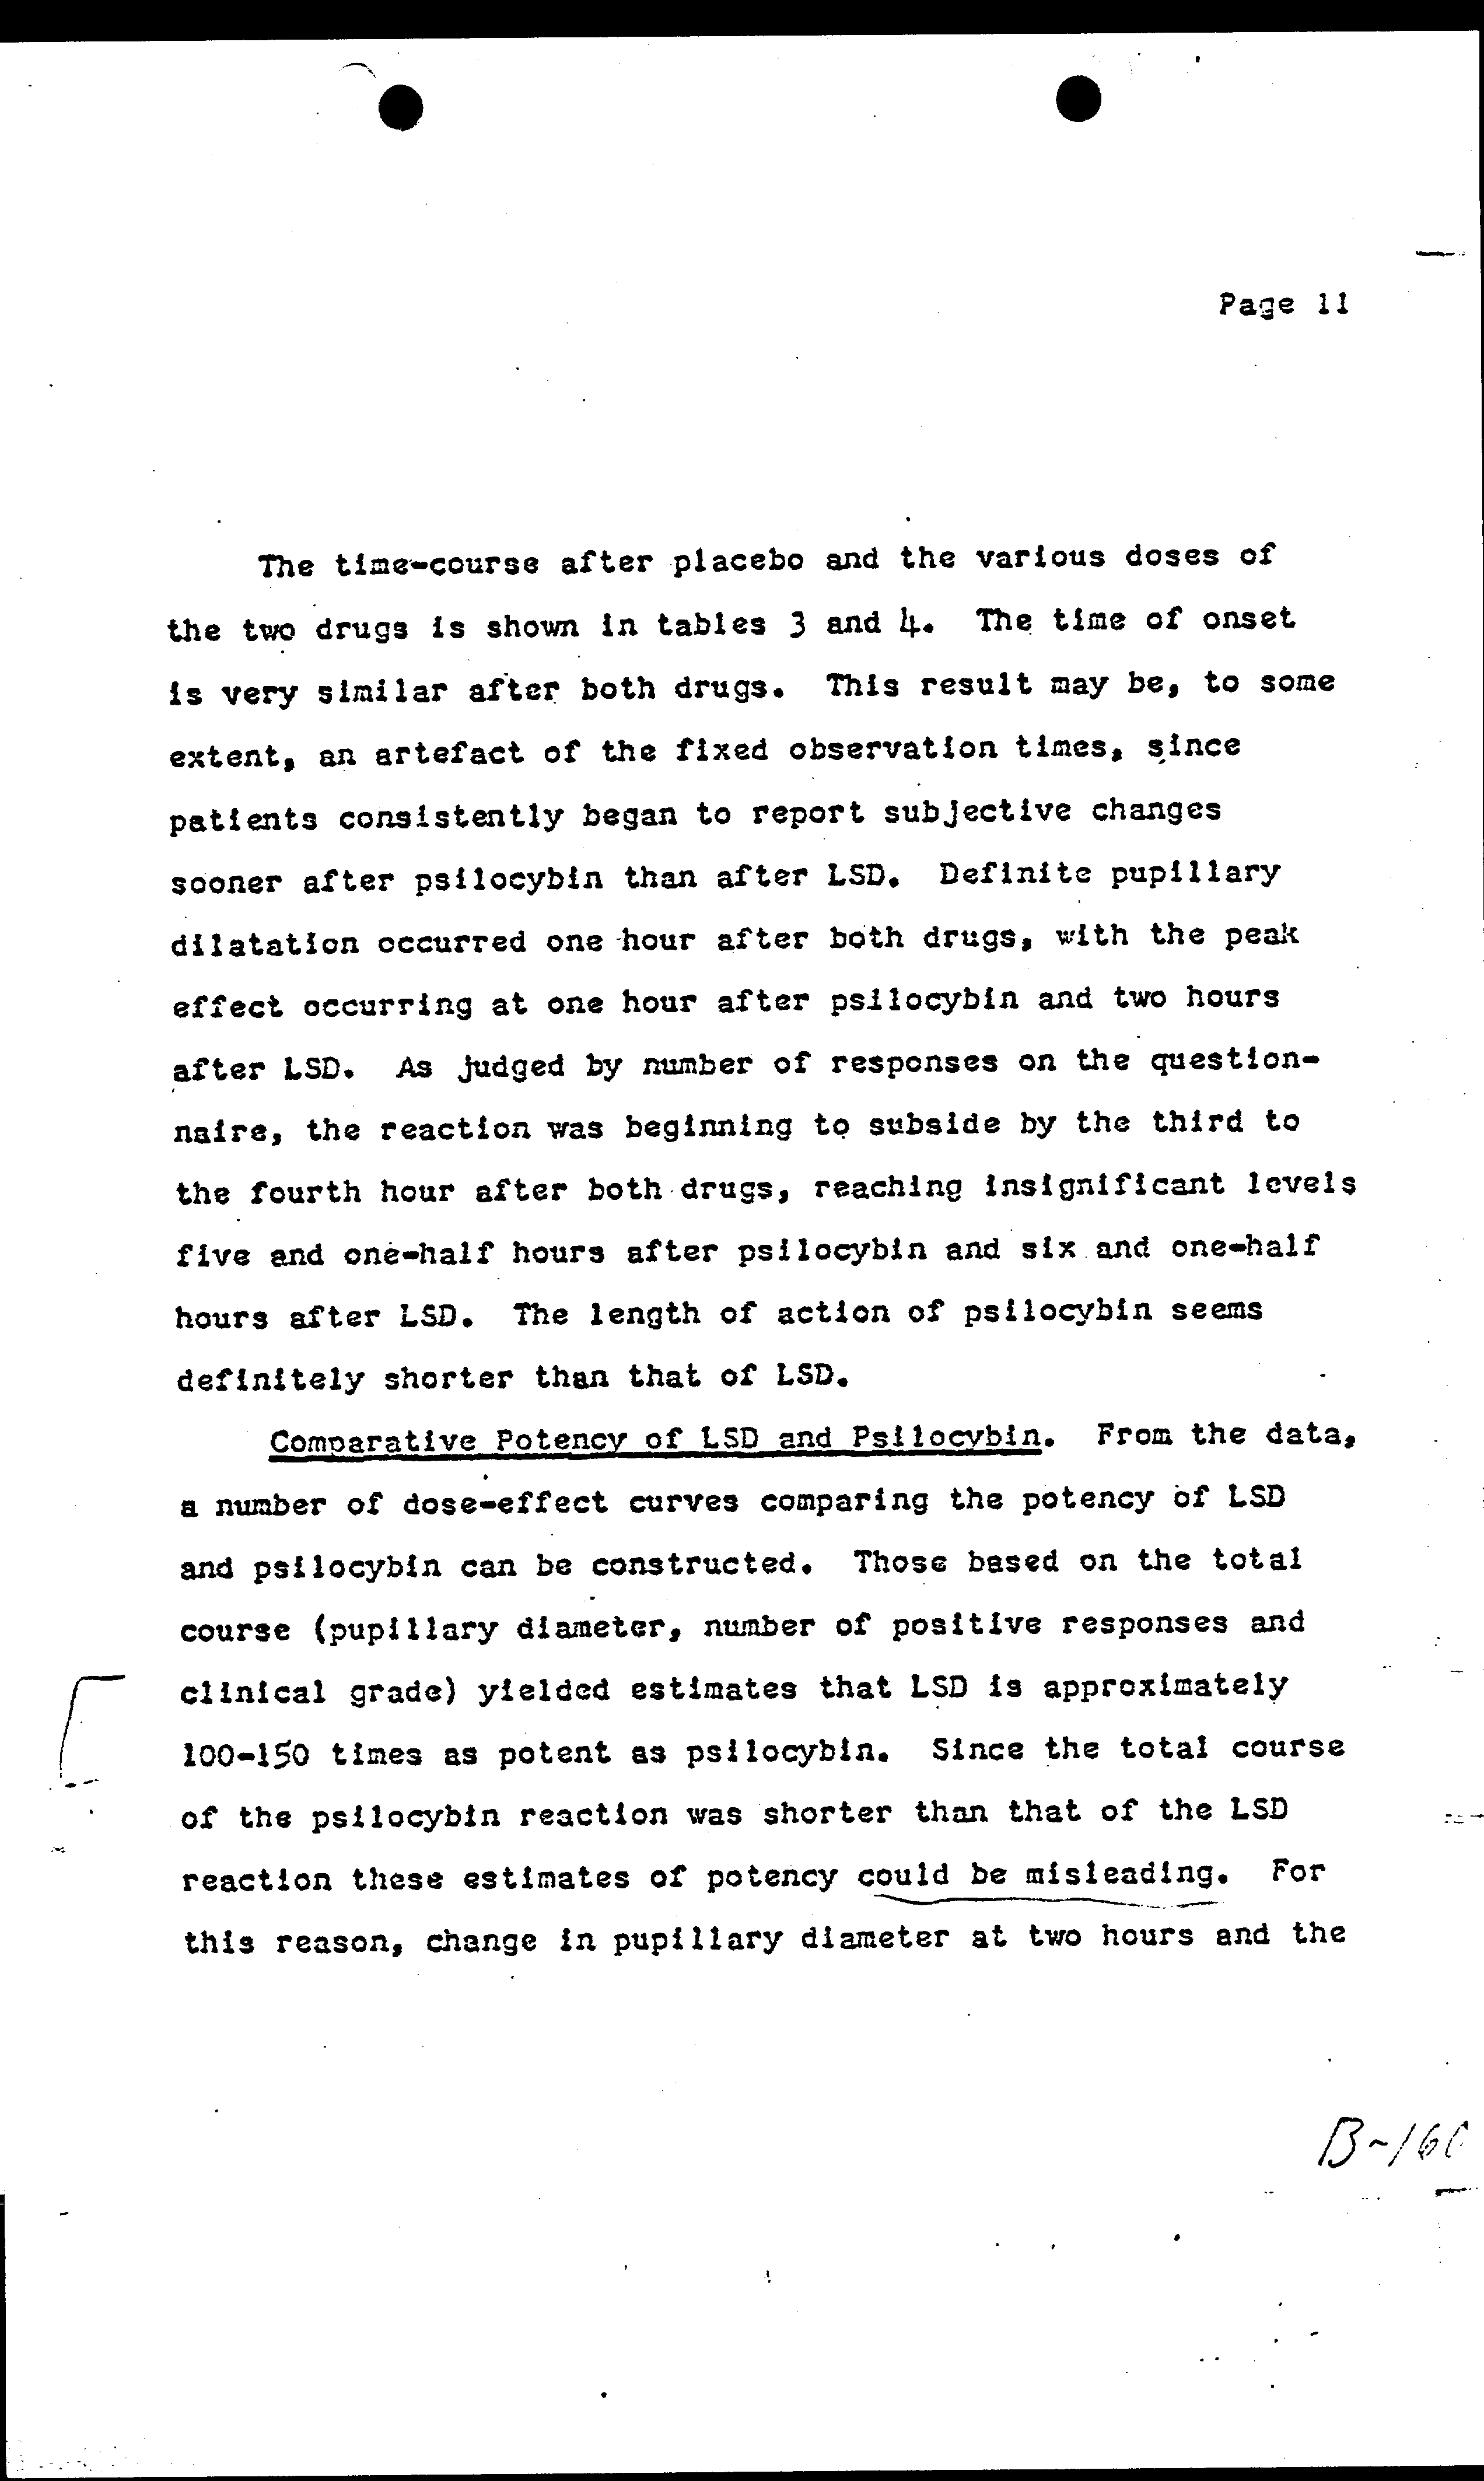 Page 11
The time-course after placebo and the various doses of
the two drugs is shown in tables 3 and 4. The time of onset
is very similar after both drugs. This result may be, to some
extent, an artefact of the fixed observation times, since
patients consistently began to report subjective changes
sooner after psilocybin than after LSD. Definite pupillary
dilatation occurred one hour after both drugs, with the peak
effect occurring at one hour after psilocybin and two hours
after LSD. As judged by number of responses on the question-
naire, the reaction was beginning to subside by the third to
the fourth hour after both drugs, reaching insignificant levels
five and one-half hours after psilocybin and six and one-half
hours after LSD. The length of action of psilocybin seems
definitely shorter than that of LSD.
Comparative Potency of LSD and Psilocybin. From the data,
a number of dose-effect curves comparing the potency of LSD
and psilocybin can be constructed. Those based on the total
course (pupillary diameter, number of positive responses and
clinical grade) yielded estimates that LSD is approximately
100-150 times as potent as psilocybin. Since the total course
of the psilocybin reaction was shorter than that of the LSD
reaction these estimates of potency could be misleading. For
this reason, change in pupillary diameter at two hours and the